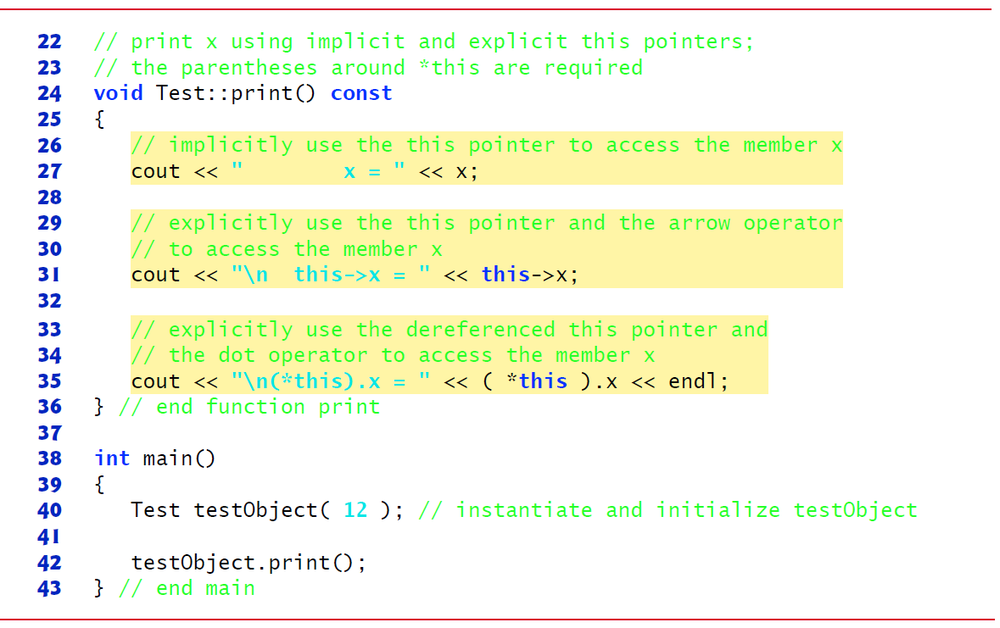 22 // print x using implicit and explicit this pointers;
23 // the parentheses around *this are required
24 void Test::print() const
25 {
26    // implicitly use the this pointer to access the member x
27    cout << "        x = " << x;
28
29    // explicitly use the this pointer and the arrow operator
30    // to access the member x
31    cout << "\n  this->x = " << this->x;
32
33    // explicitly use the dereferenced this pointer and
34    // the dot operator to access the member x
35    cout << "\n(*this).x = " << ( *this ).x << endl;
36 } // end function print
37
38 int main()
39 {
40    Test testObject( 12 ); // instantiate and initialize testObject
41
42    testObject.print();
43 } // end main